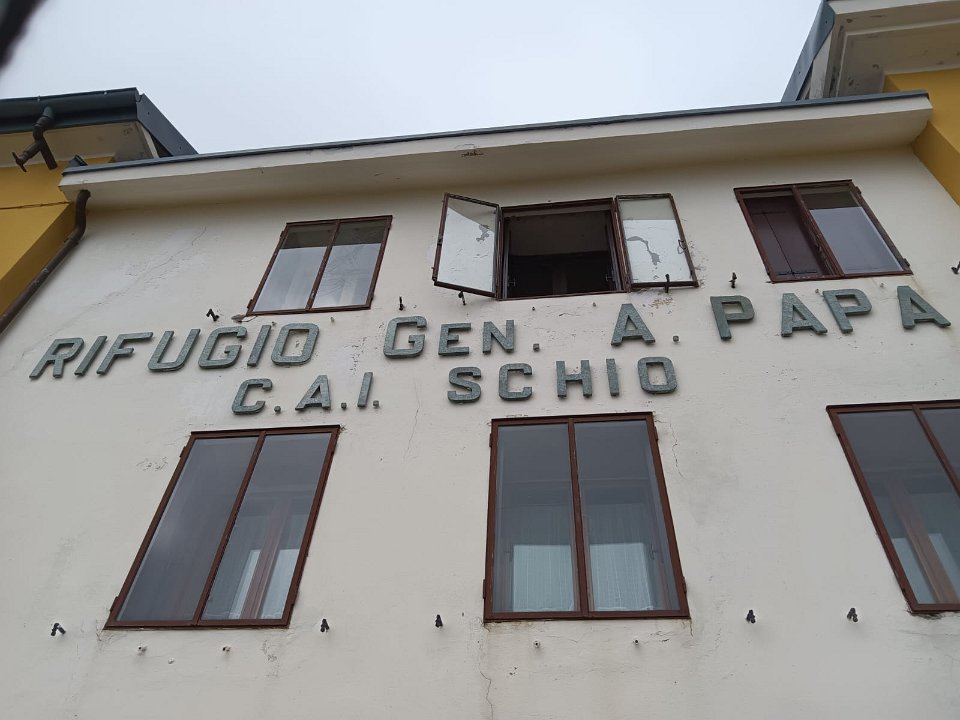 RIFUGIO GEN. A. PAPA
C.A.I. SCHIO